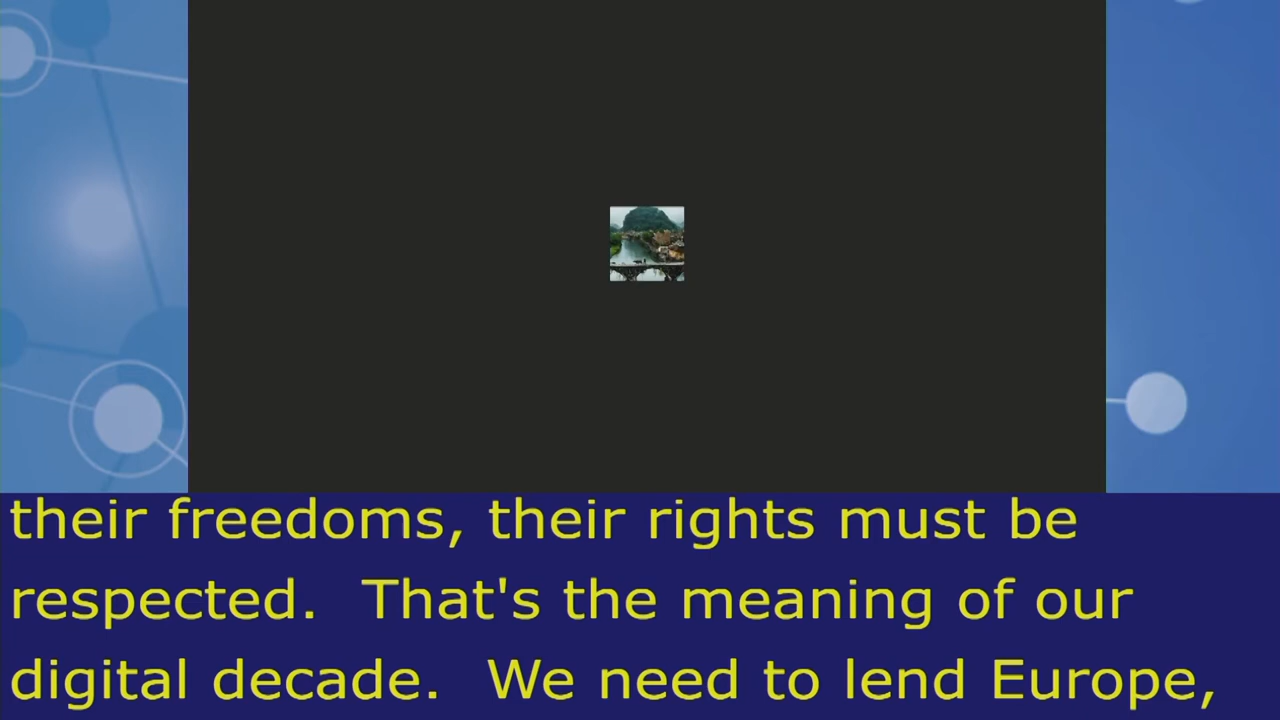 their freedoms, their rights must be
respected.  That's the meaning of our
digital decade.  We need to lend Europe,